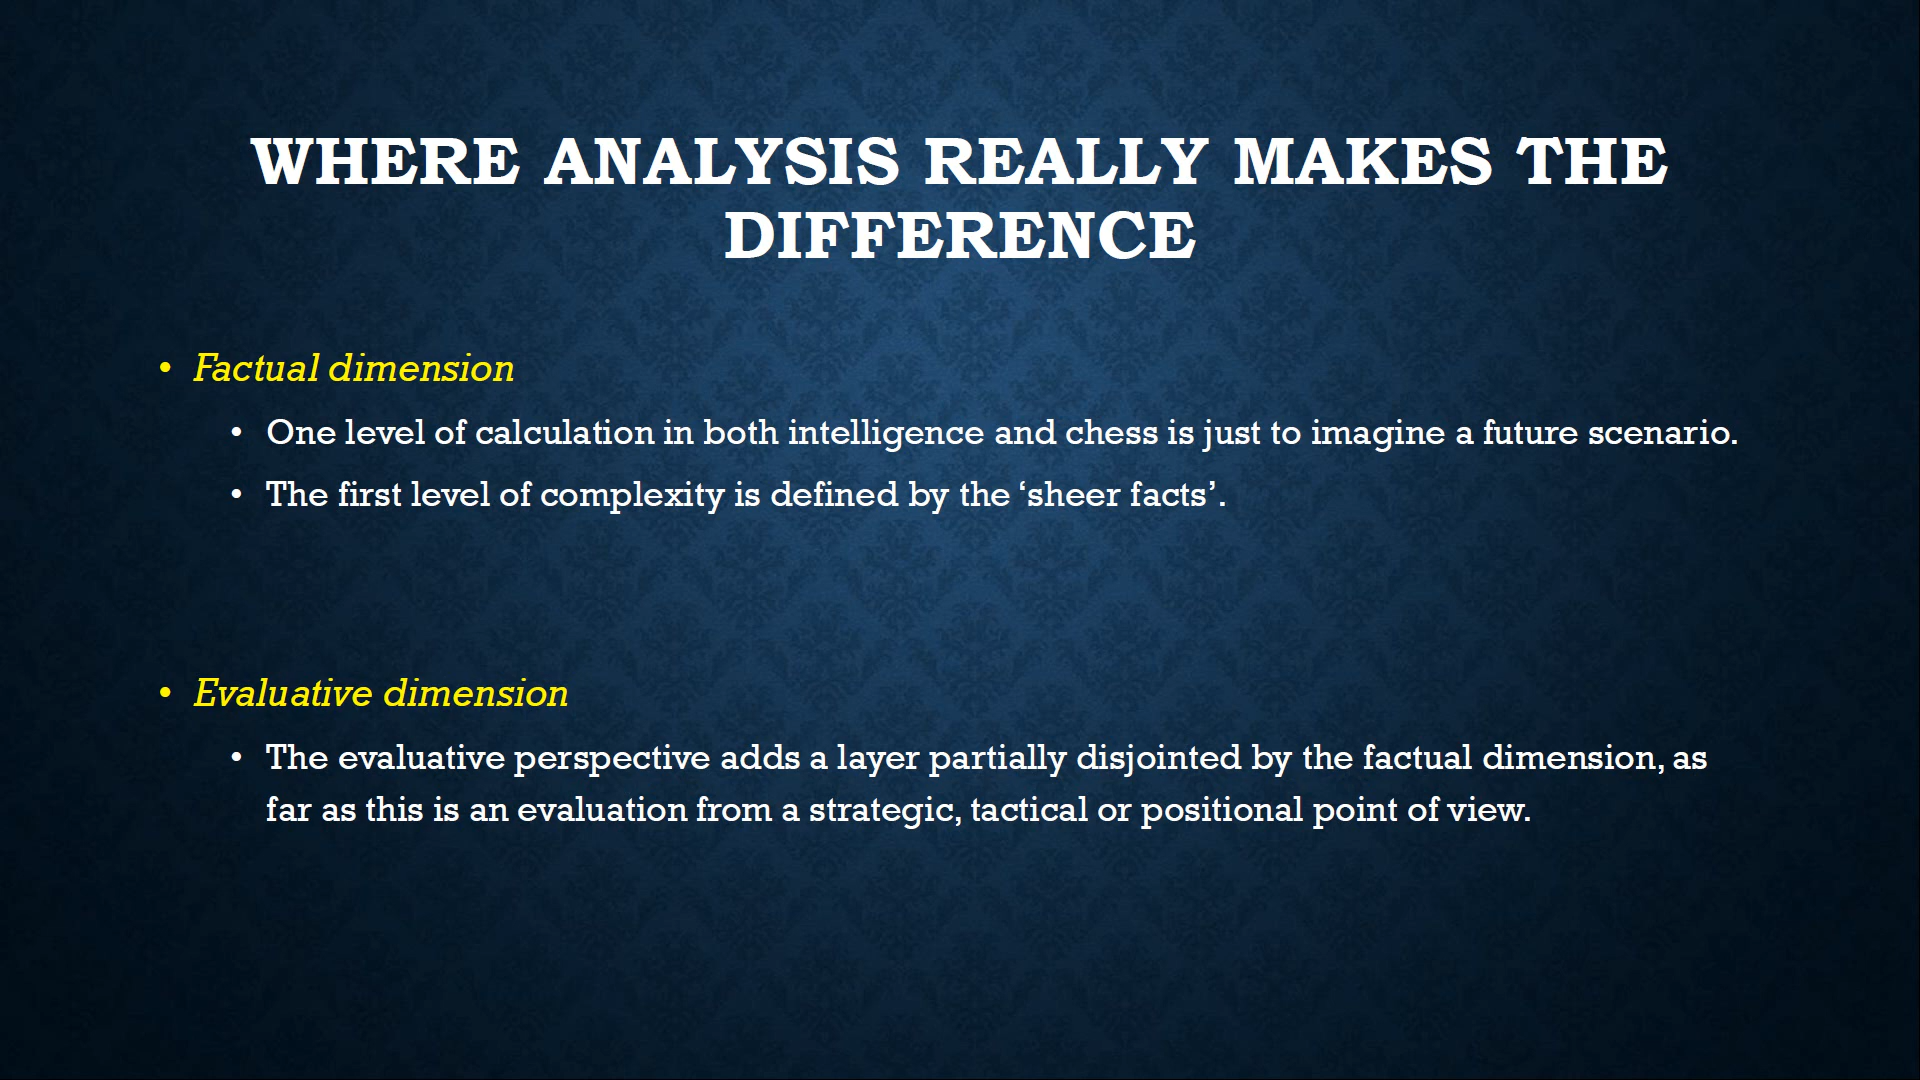 WHERE ANALYSIS REALLY MAKES THE
DIFFERENCE
• Factual dimension
• One level of calculation in both intelligence and chess is just to imagine a future scenario.
• The first level of complexity is defined by the ‘sheer facts’.
• Evaluative dimension
• The evaluative perspective adds a layer partially disjointed by the factual dimension, as
far as this is an evaluation from a strategic, tactical or positional point of view.